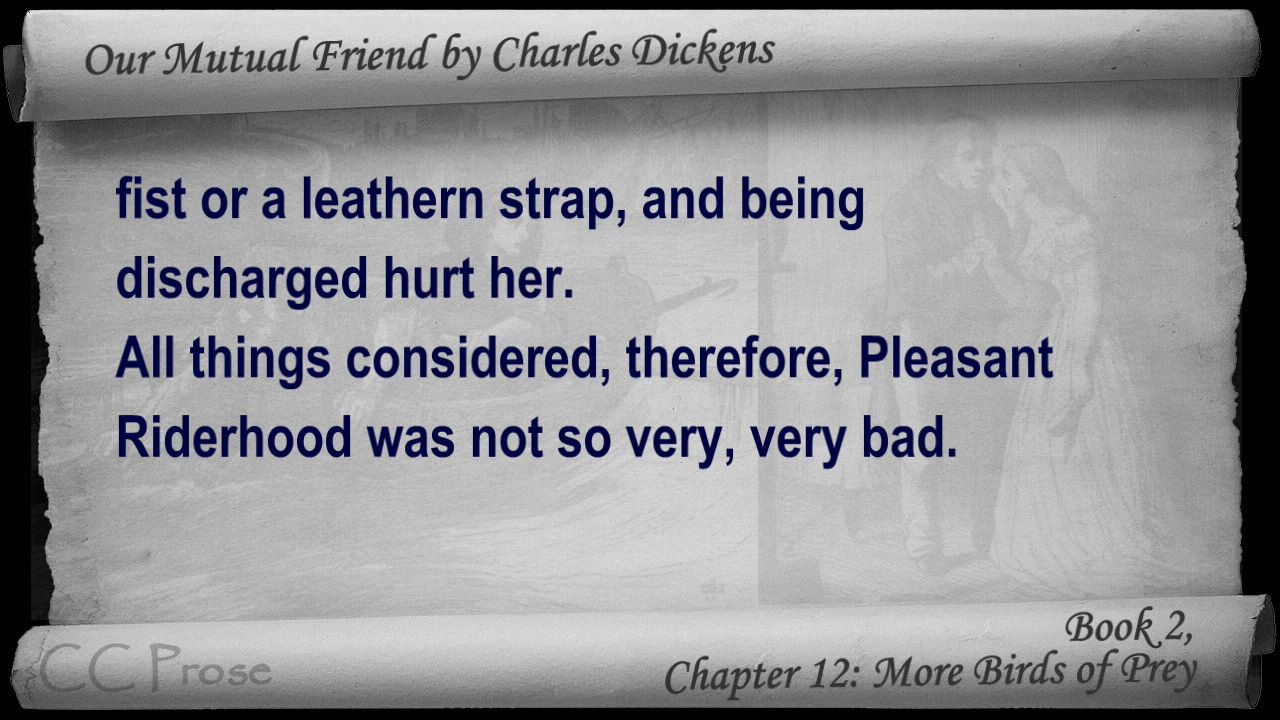 Our Mutual Friend by Charles Dickens
fist or a leathern strap, and being
discharged hurt her.
All things considered, therefore, Pleasant
Riderhood was not so very, very bad.
Book 2,
Chapter 12: More Birds of Prey
CC Prose